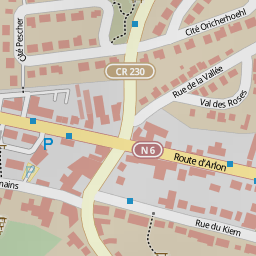 Cité Oricherhoehl
Cité Pescher
CR 230
Rue de la Vallée
Val des Roses
P
N 6
Route d'Arlon
mains
Rue du Kiem